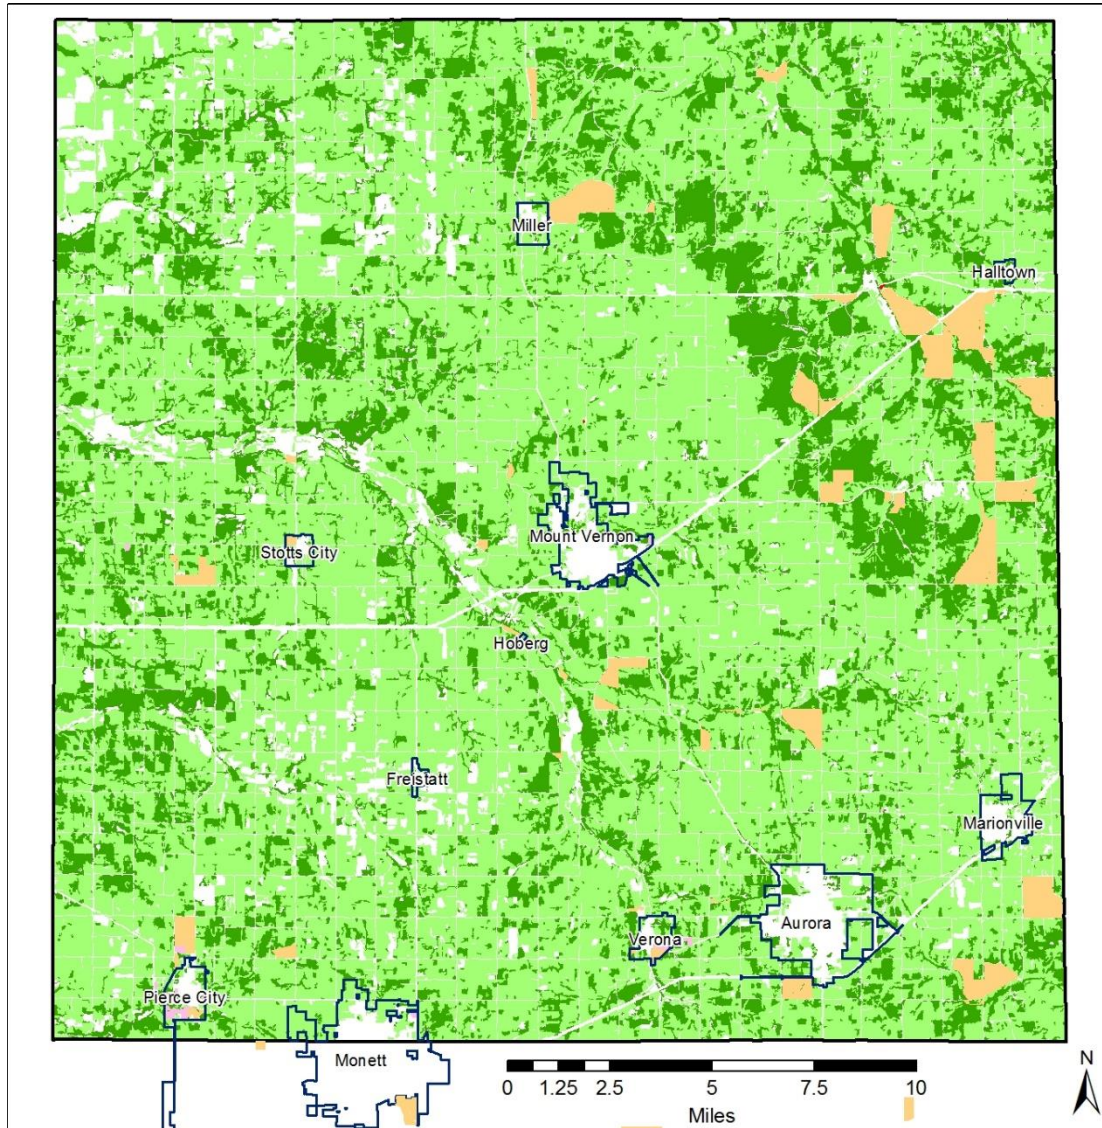 Miller
Halltown
Mount Vernon
Stotts City
Hoberg
Freistatt
Marionville
Aurora
Verona
Pierce City
Monett
N
0 1.25 2.5 5 7.5 10
Miles